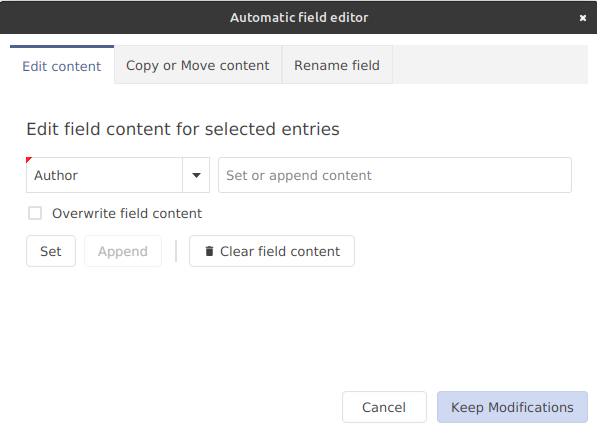 Automatic field editor
Edit content Copy or Move content Rename field
Edit field content for selected entries
Author Set or append content
Overwrite field content
Set Append Clear field content
Cancel Keep Modifications